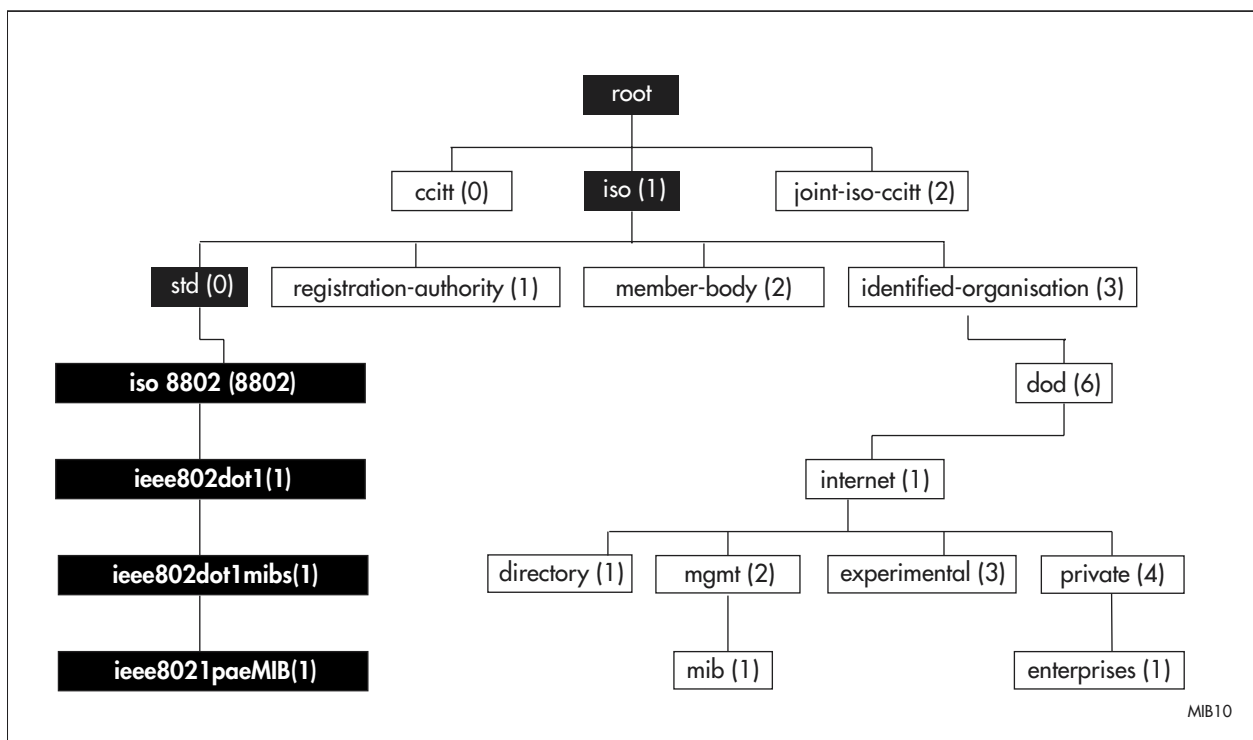 root
ccitt (0)
iso (1)
joint-iso-ccitt (2)
std (0)
registration-authority (1)
member-body (2)
identified-organisation (3)
iso 8802 (8802)
dod (6)
ieee802dot1(1)
internet (1)
ieee802dot1mibs(1)
directory (1)
mgmt (2)
experimental (3)
private (4)
ieee8021paeMIB(1)
mib (1)
enterprises (1)
MIB10